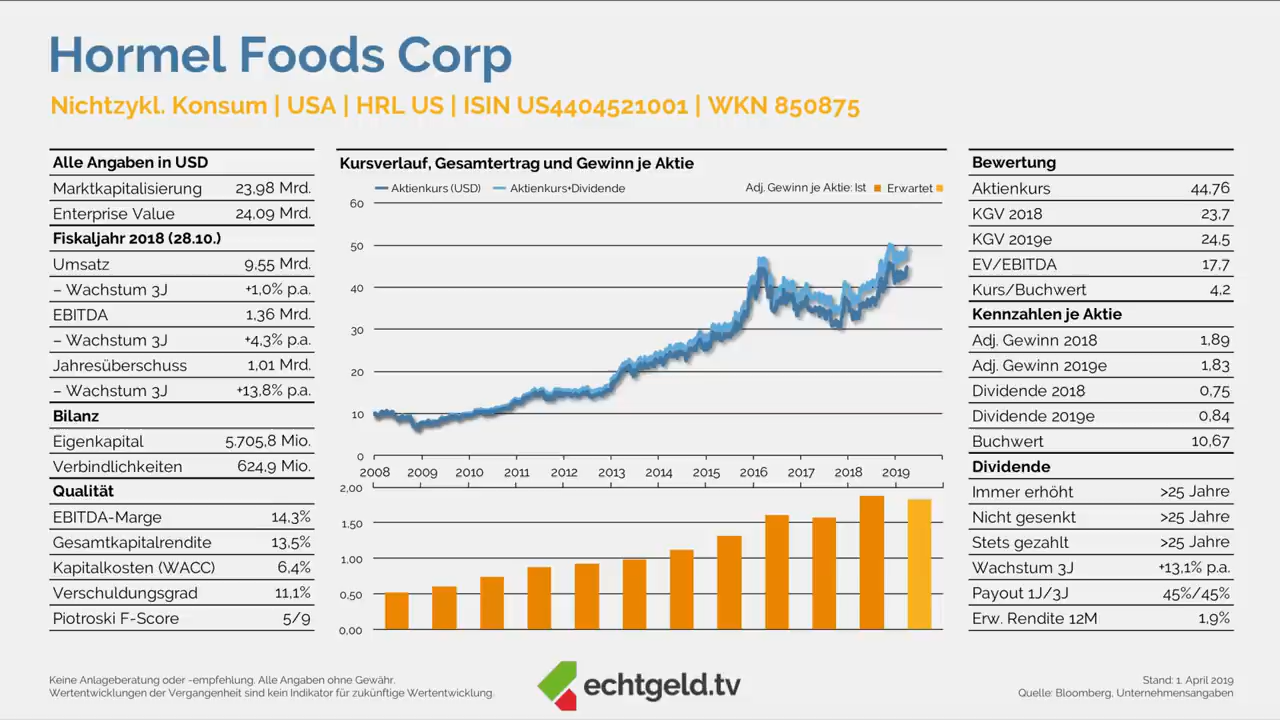 Hormel Foods Corp
Nichtzykl. Konsum | USA | HRL US | ISIN US4404521001 | WKN 850875
Alle Angaben in USD
Marktkapitalisierung 23,98 Mrd.
Enterprise Value 24,09 Mrd.
Fiskaljahr 2018 (28.10.)
Umsatz 9,55 Mrd.
– Wachstum 3J +1,0% p.a.
EBITDA 1,36 Mrd.
– Wachstum 3J +4,3% p.a.
Jahresüberschuss 1,01 Mrd.
– Wachstum 3J +13,8% p.a.
Bilanz
Eigenkapital 5.705,8 Mio.
Verbindlichkeiten 624,9 Mio.
Qualität
EBITDA-Marge 14,3%
Gesamtkapitalrendite 13,5%
Kapitalkosten (WACC) 6,4%
Verschuldungsgrad 11,1%
Piotroski F-Score 5/9
Kursverlauf, Gesamtertrag und Gewinn je Aktie
Aktienkurs (USD) Aktienkurs+Dividende Adj. Gewinn je Aktie: Ist Erwartet
60
50
40
30
20
10
0
2008 2009 2010 2011 2012 2013 2014 2015 2016 2017 2018 2019
2,00
1,50
1,00
0,50
0,00
Bewertung
Aktienkurs 44,76
KGV 2018 23,7
KGV 2019e 24,5
EV/EBITDA 17,7
Kurs/Buchwert 4,2
Kennzahlen je Aktie
Adj. Gewinn 2018 1,89
Adj. Gewinn 2019e 1,83
Dividende 2018 0,75
Dividende 2019e 0,84
Buchwert 10,67
Dividende
Immer erhöht >25 Jahre
Nicht gesenkt >25 Jahre
Stets gezahlt >25 Jahre
Wachstum 3J +13,1% p.a.
Payout 1J/3J 45%/45%
Erw. Rendite 12M 1,9%
Keine Anlageberatung oder -empfehlung. Alle Angaben ohne Gewähr.
Wertentwicklungen der Vergangenheit sind kein Indikator für zukünftige Wertentwicklung.
echtgeld.tv
Stand: 1. April 2019
Quelle: Bloomberg, Unternehmensangaben